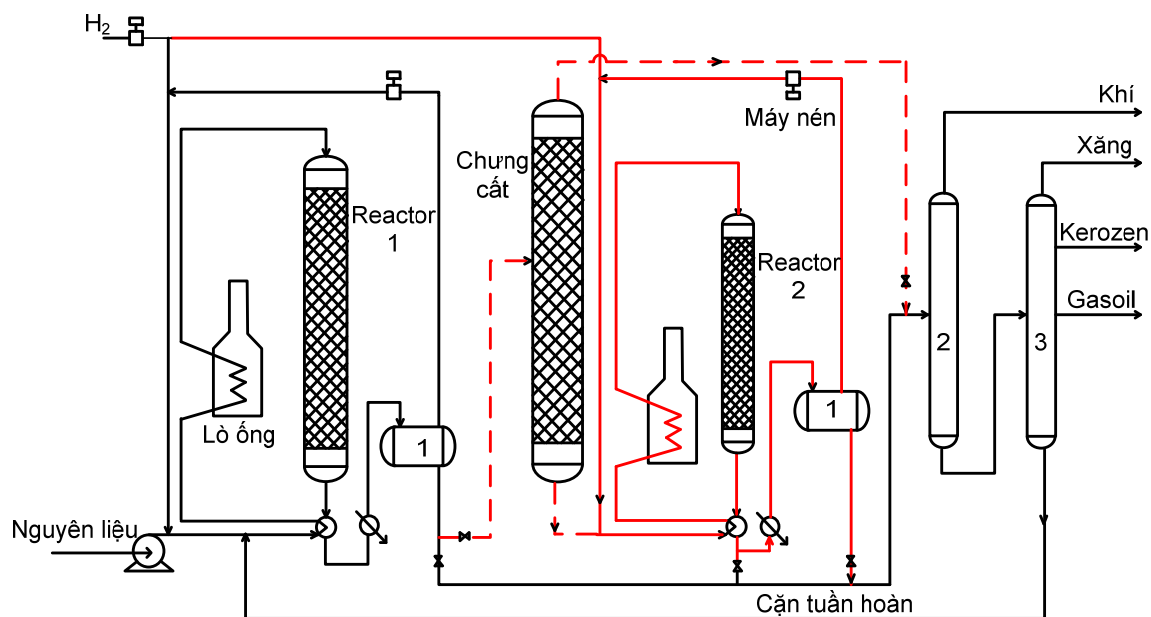 H2
Khí
Máy nén
Xăng
Chưng
cất
Reactor
1
Kerozen
Reactor
2
Gasoil
2
3
1
Lò ống
1
Nguyên liệu
Cặn tuần hoàn